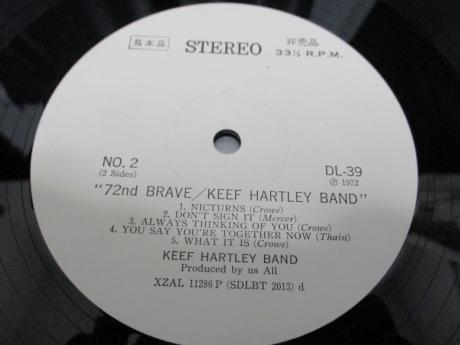 見本品 STEREO 非売品
33⅓ R.P.M.
NO. 2 DL-39
(2 Sides) Ⓟ 1972
"72nd BRAVE/KEEF HARTLEY BAND"
1. NICTURNS (Crowe)
2. DON'T SIGN IT (Mercer)
3. ALWAYS THINKING OF YOU (Crowe)
4. YOU SAY YOU'RE TOGETHER NOW (Thain)
5. WHAT IT IS (Crowe)
KEEF HARTLEY BAND
Produced by us All
XZAL 11286 P (SDLBT 2013) d